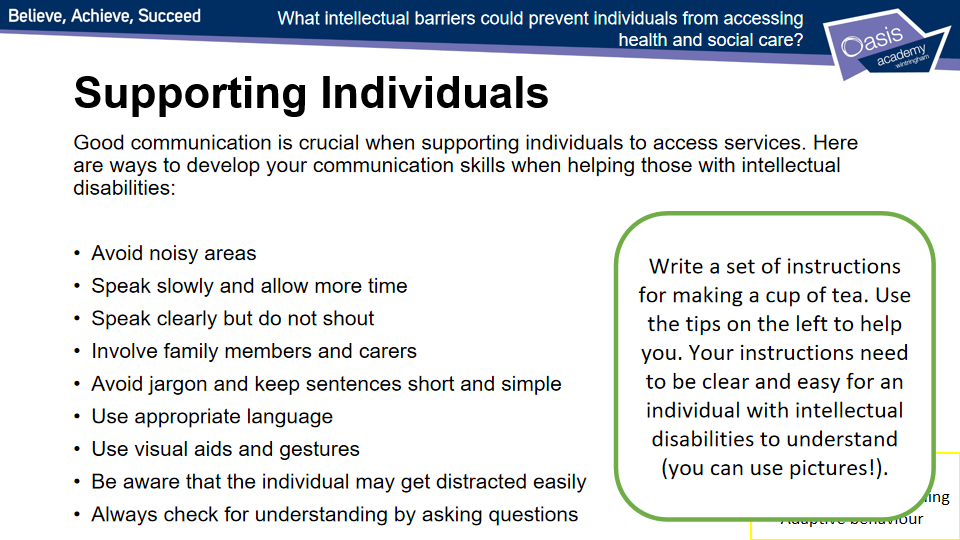 Believe, Achieve, Succeed
What intellectual barriers could prevent individuals from accessing
health and social care?
Oasis
academy
wintringham
Supporting Individuals
Good communication is crucial when supporting individuals to access services. Here
are ways to develop your communication skills when helping those with intellectual
disabilities:
• Avoid noisy areas
• Speak slowly and allow more time
• Speak clearly but do not shout
• Involve family members and carers
• Avoid jargon and keep sentences short and simple
• Use appropriate language
• Use visual aids and gestures
• Be aware that the individual may get distracted easily
• Always check for understanding by asking questions
Write a set of instructions
for making a cup of tea. Use
the tips on the left to help
you. Your instructions need
to be clear and easy for an
individual with intellectual
disabilities to understand
(you can use pictures!).
Adaptive behaviour